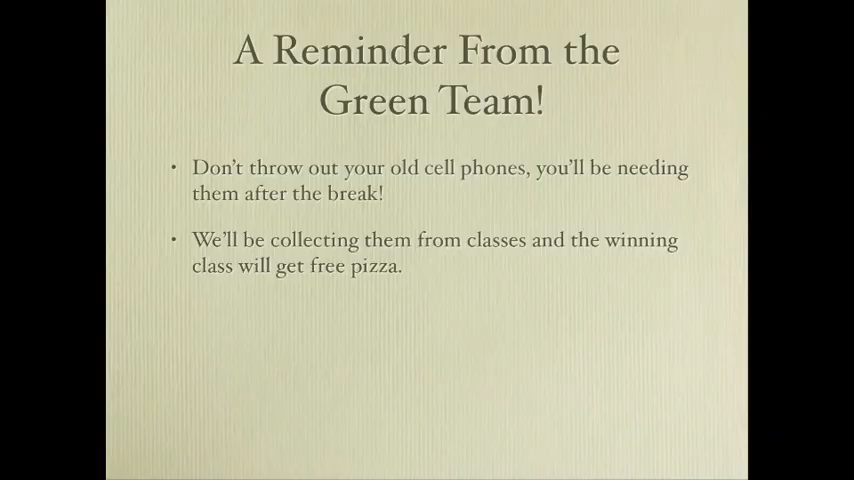 A Reminder From the
Green Team!
• Don't throw out your old cell phones, you'll be needing
them after the break!
• We'll be collecting them from classes and the winning
class will get free pizza.